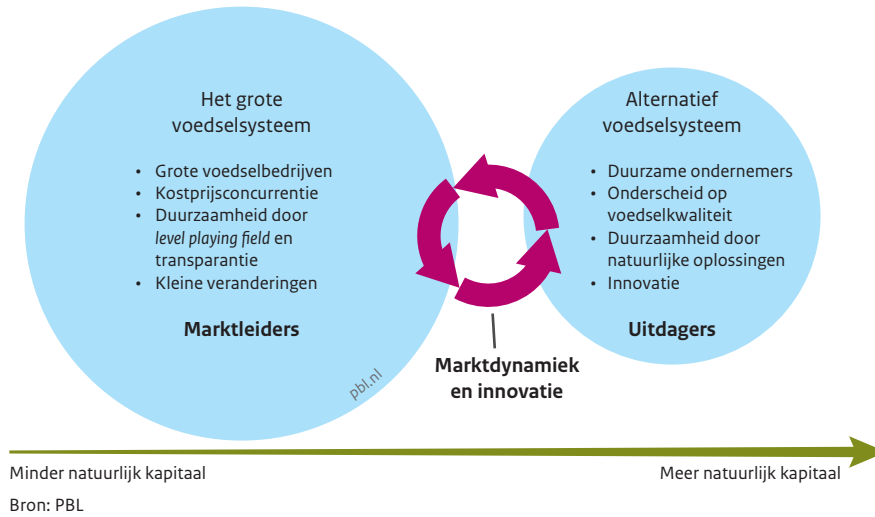 Het grote
voedselsysteem
• Grote voedselbedrijven
• Kostprijsconcurrentie
• Duurzaamheid door
level playing field en
transparantie
• Kleine veranderingen
Marktleiders
pbl.nl
Alternatief
voedselsysteem
• Duurzame ondernemers
• Onderscheid op
voedselkwaliteit
• Duurzaamheid door
natuurlijke oplossingen
• Innovatie
Uitdagers
Marktdynamiek
en innovatie
Minder natuurlijk kapitaal
Meer natuurlijk kapitaal
Bron: PBL